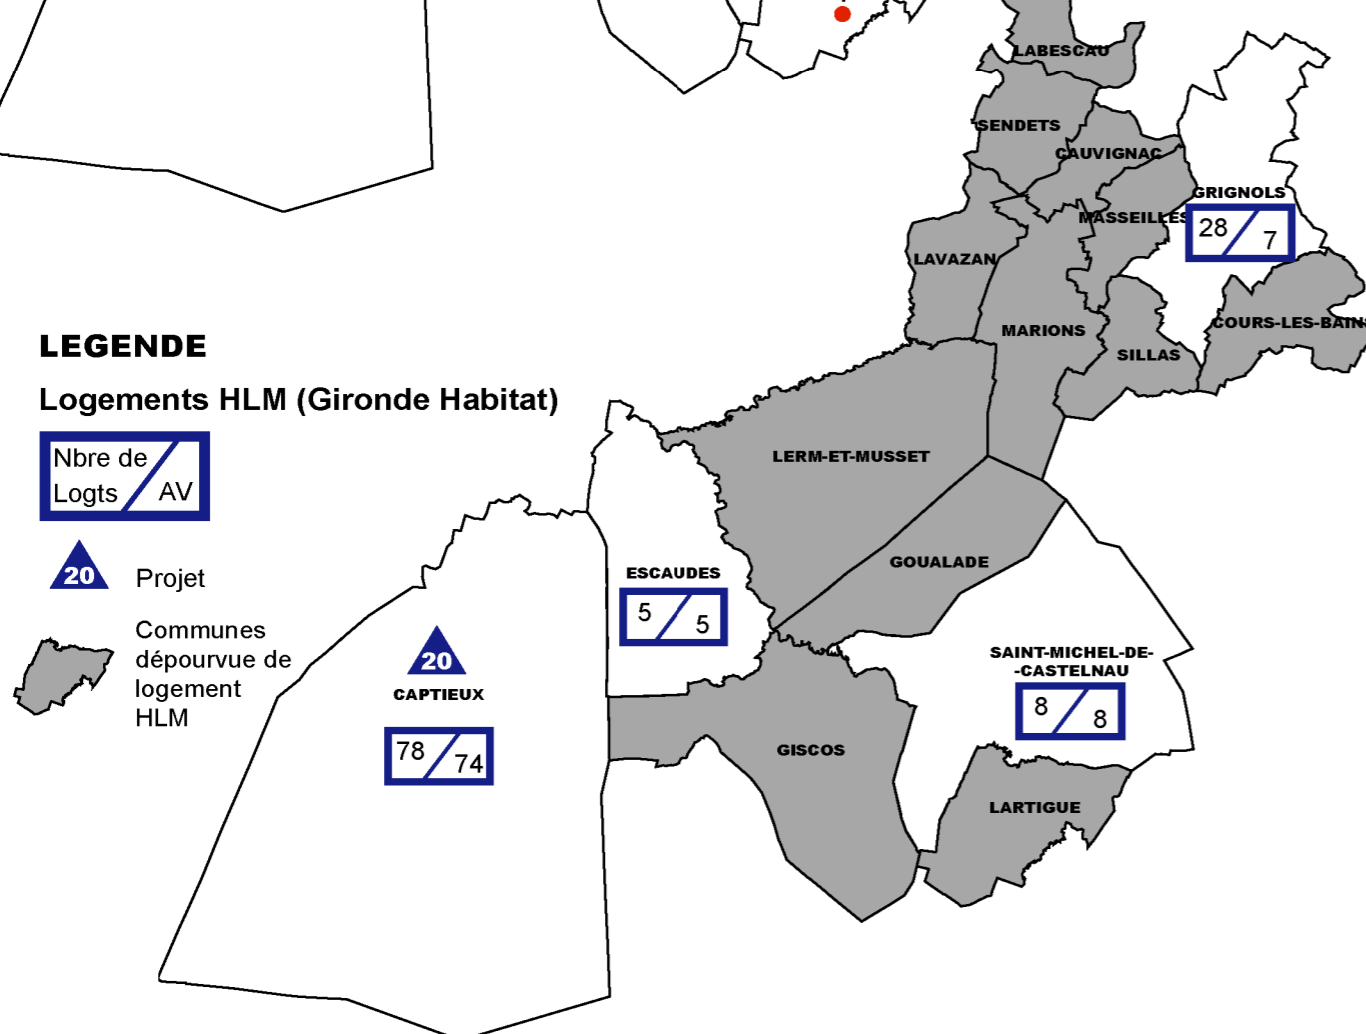 LABESCAU
SENDETS
CAUVIGNAC
GRIGNOLS
MASSEILLES
28 / 7
LAVAZAN
COURS-LES-BAINS
MARIONS
SILLAS
LEGENDE
Logements HLM (Gironde Habitat)
Nbre de
Logts / AV
20
Projet
Communes
dépourvue de
logement
HLM
LERM-ET-MUSSET
GOUALADE
ESCAUDES
5 / 5
20
CAPTIEUX
78 / 74
SAINT-MICHEL-DE-
-CASTELNAU
8 / 8
GISCOS
LARTIGUE